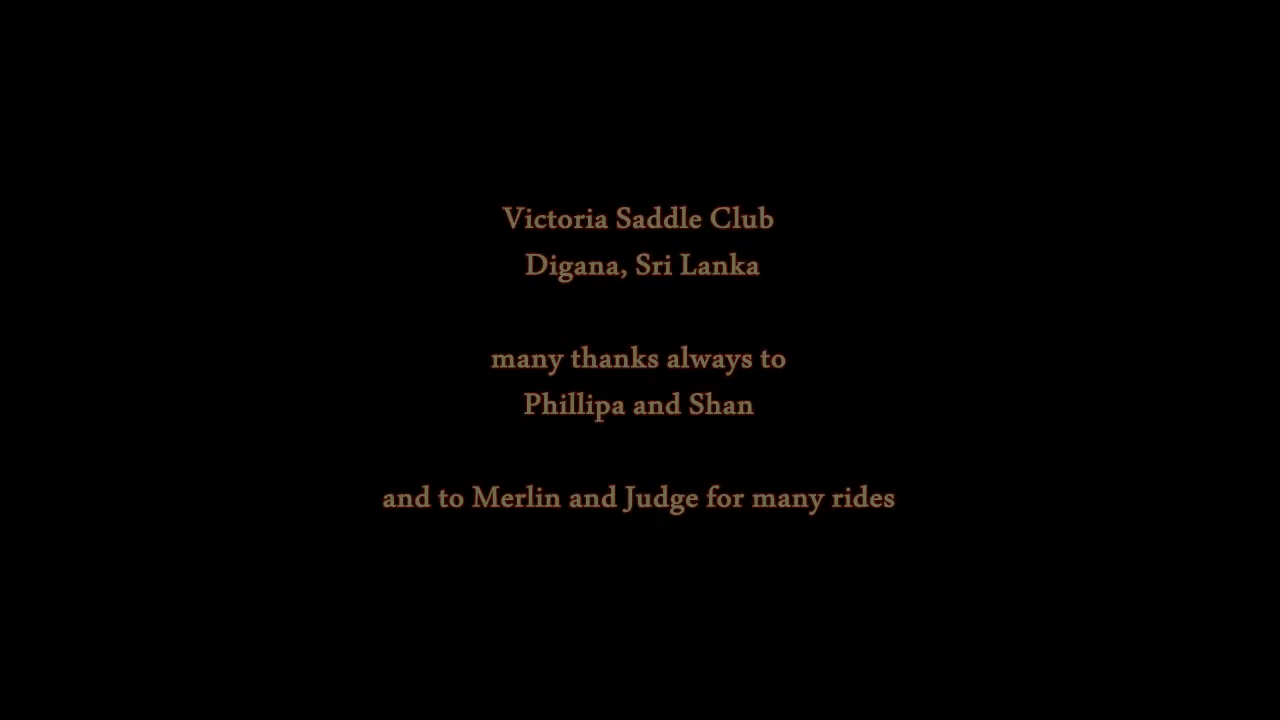 Victoria Saddle Club
Digana, Sri Lanka
many thanks always to
Phillipa and Shan
and to Merlin and Judge for many rides